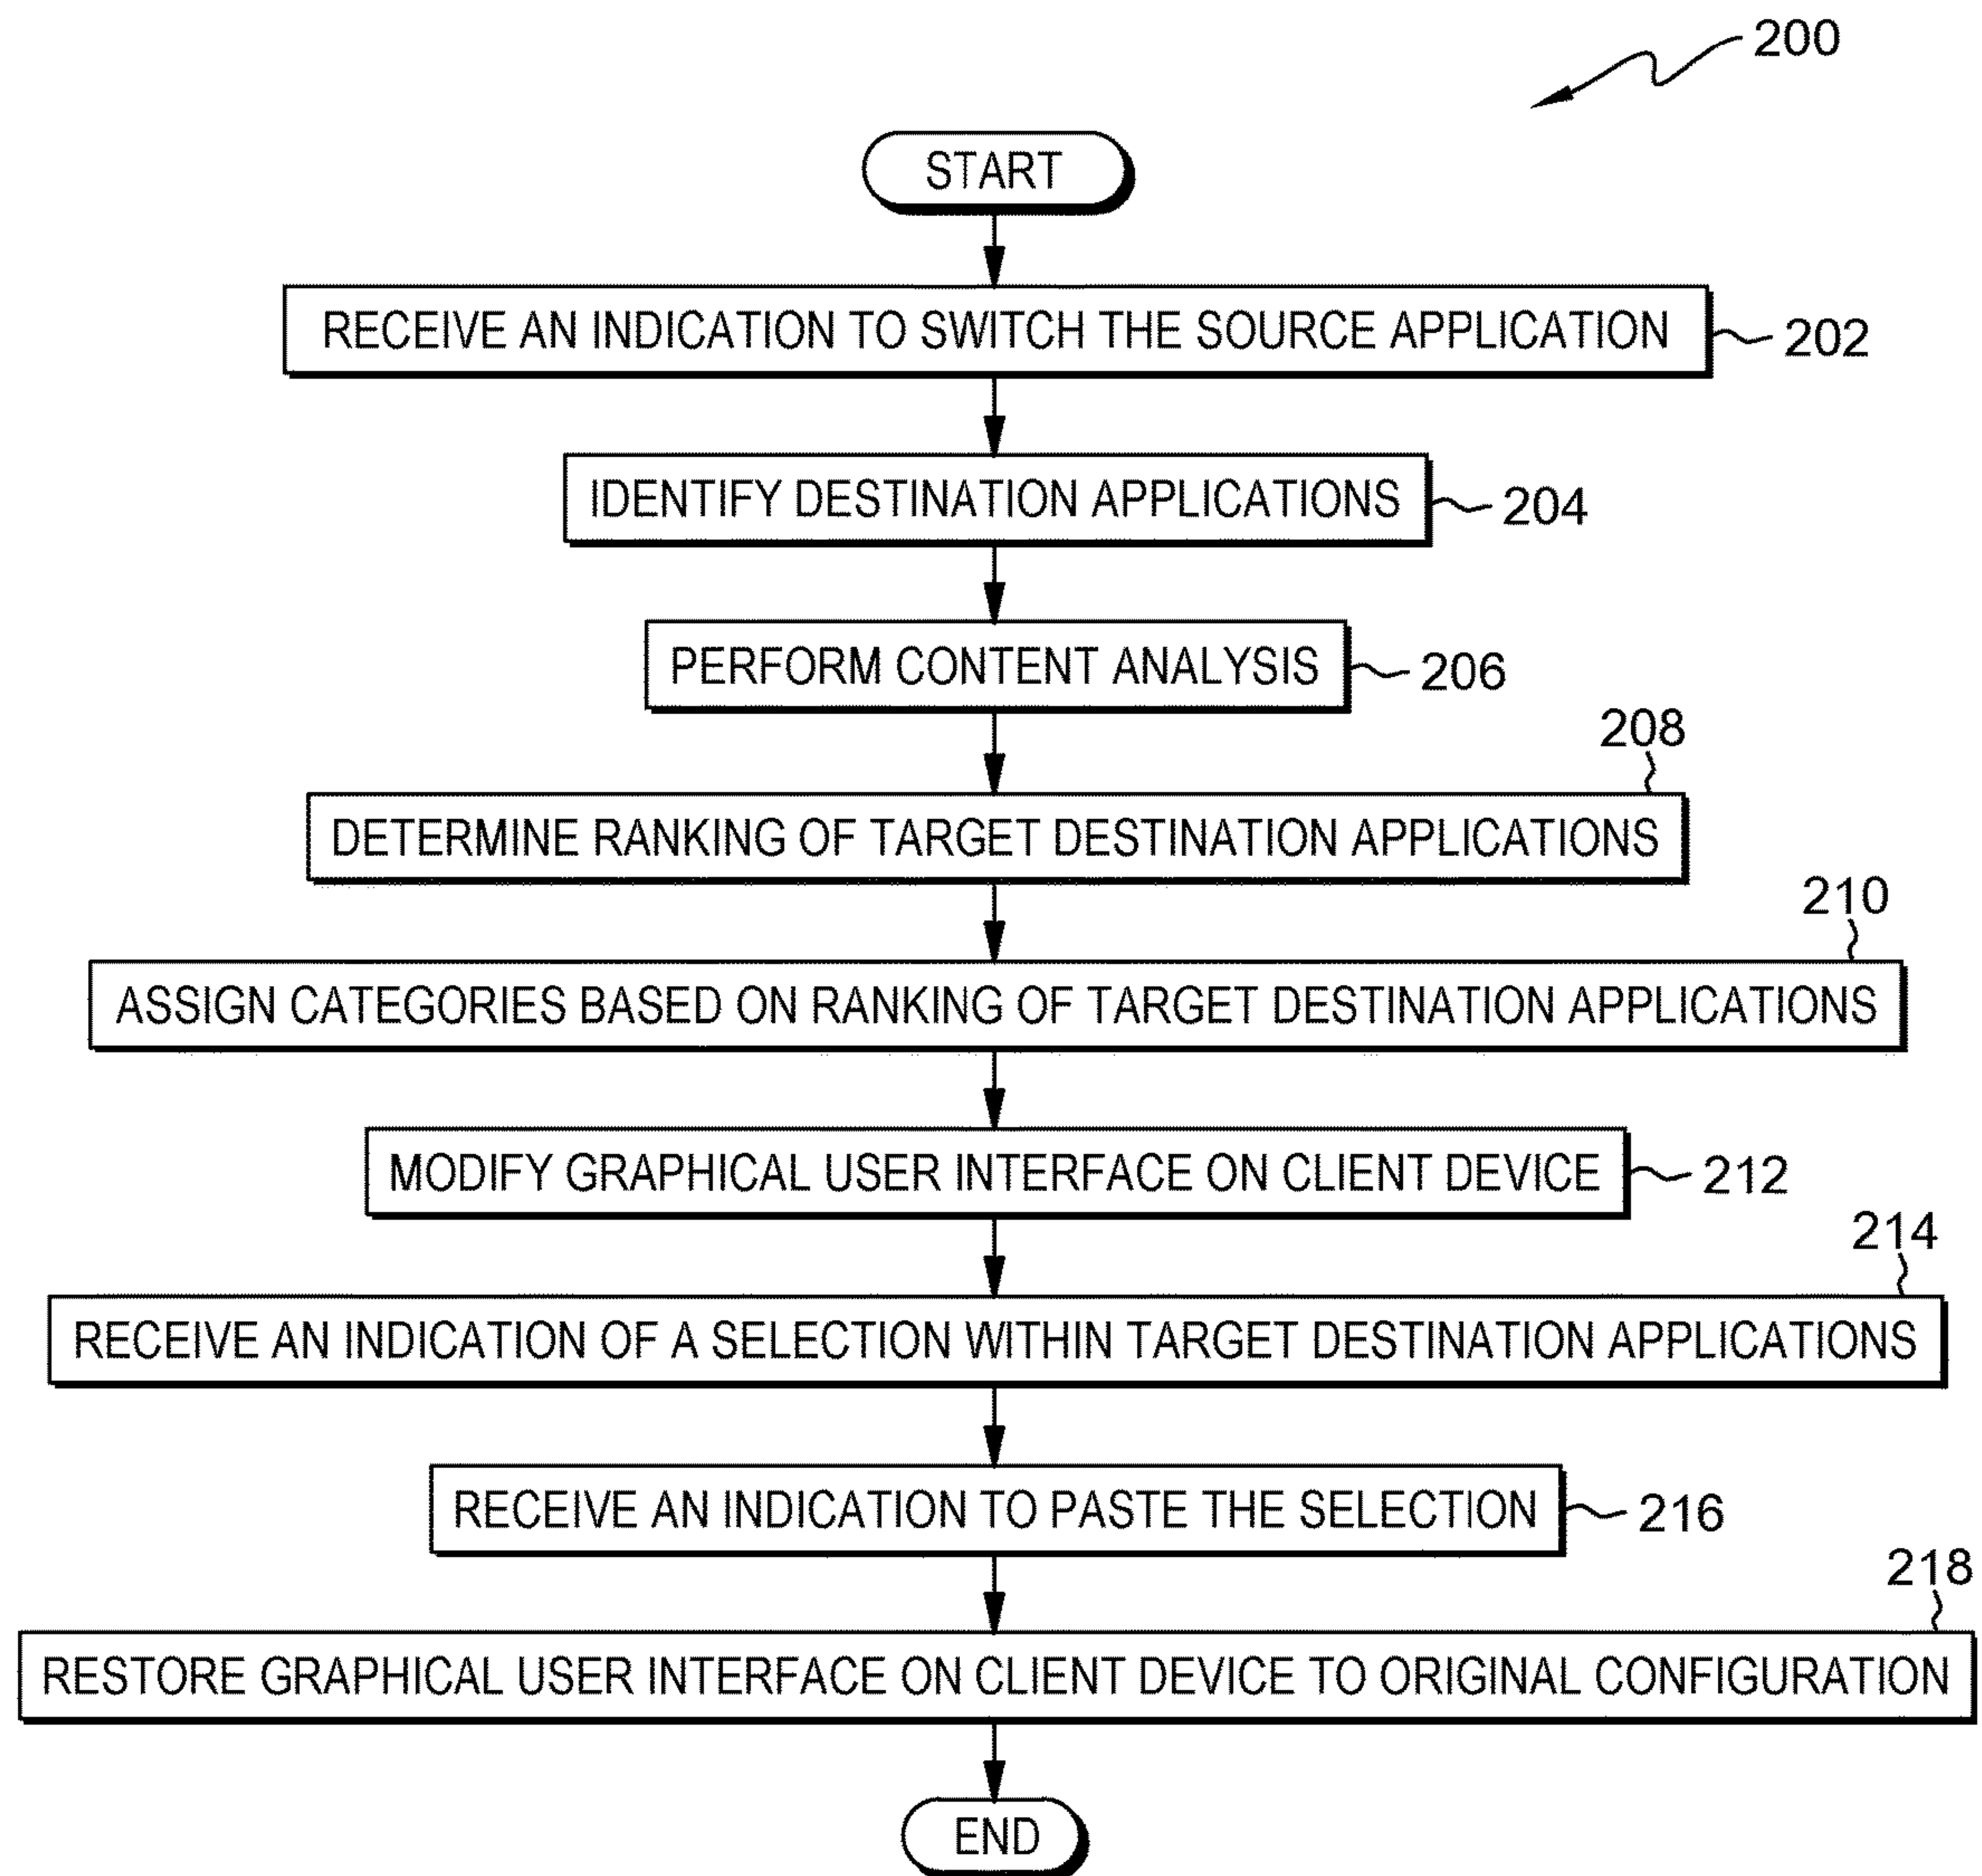 200
START
RECEIVE AN INDICATION TO SWITCH THE SOURCE APPLICATION
202
IDENTIFY DESTINATION APPLICATIONS
204
PERFORM CONTENT ANALYSIS
206
208
DETERMINE RANKING OF TARGET DESTINATION APPLICATIONS
210
ASSIGN CATEGORIES BASED ON RANKING OF TARGET DESTINATION APPLICATIONS
MODIFY GRAPHICAL USER INTERFACE ON CLIENT DEVICE
212
214
RECEIVE AN INDICATION OF A SELECTION WITHIN TARGET DESTINATION APPLICATIONS
RECEIVE AN INDICATION TO PASTE THE SELECTION
216
218
RESTORE GRAPHICAL USER INTERFACE ON CLIENT DEVICE TO ORIGINAL CONFIGURATION
END